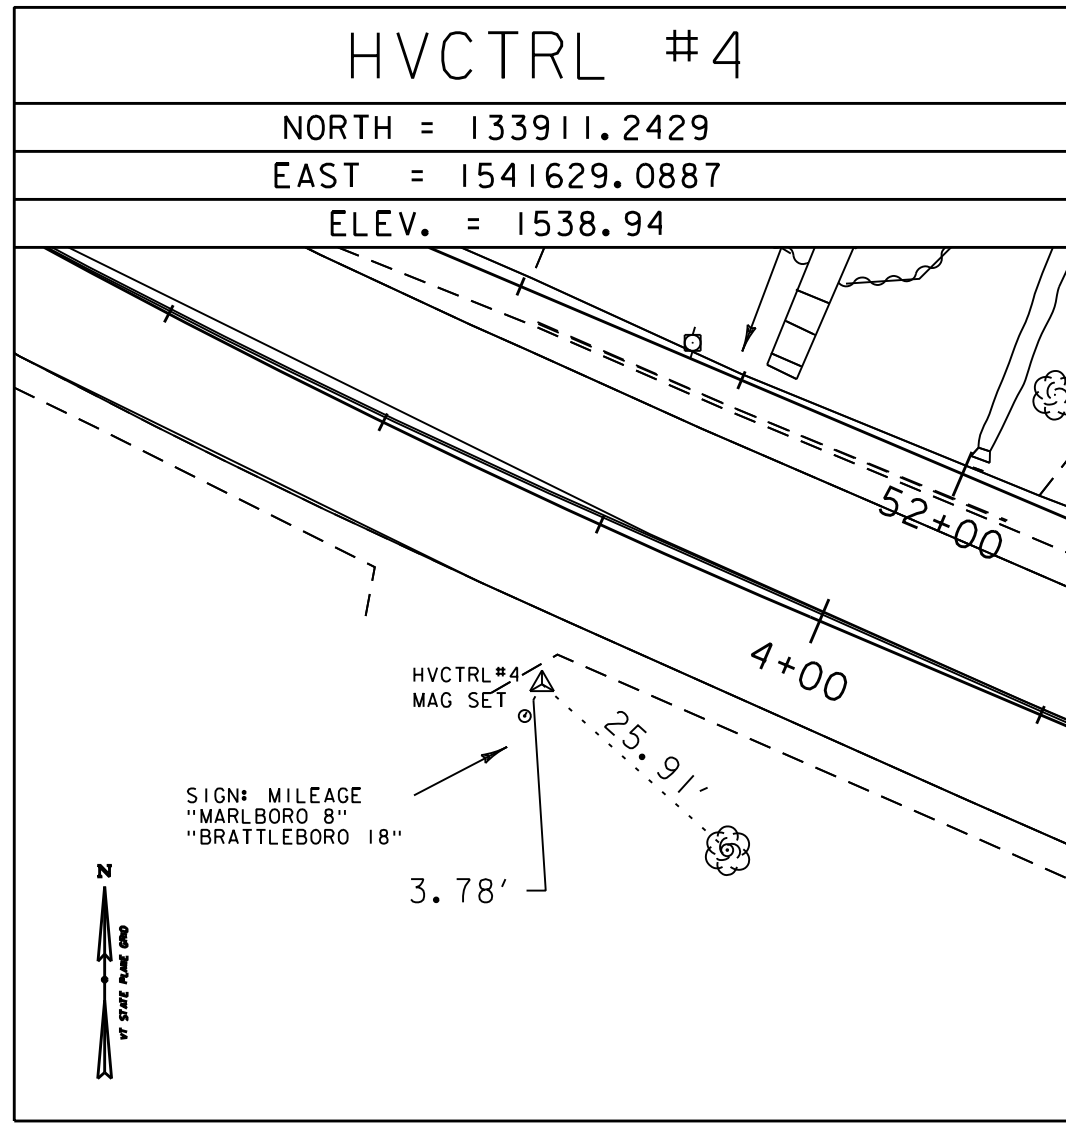 HVCTRL #4
NORTH = 133911.2429
EAST = 1541629.0887
ELEV. = 1538.94
52+00
4+00
HVCTRL#4
MAG SET
25.91'
SIGN: MILEAGE
"MARLBORO 8"
"BRATTLEBORO 18"
3.78'
N
VT STATE PLANE GRID